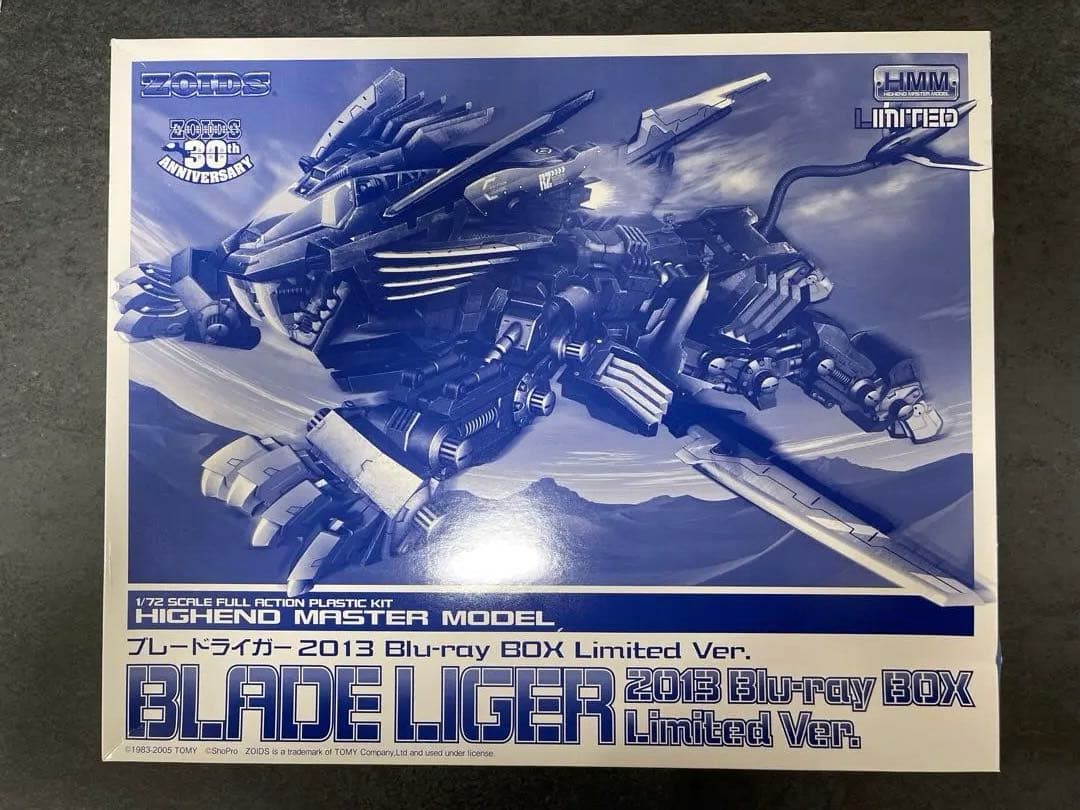 ZOIDS
ZOIDS
30th
ANNIVERSARY
HMM
HIGHEND MASTER MODEL
LIMITED
RZ
1/72 SCALE FULL ACTION PLASTIC KIT
HIGHEND MASTER MODEL
ブレードライガー 2013 Blu-ray BOX Limited Ver.
BLADE LIGER 2013 Blu-ray BOX
Limited Ver.
©1983-2005 TOMY ©ShoPro ZOIDS is a trademark of TOMY Company,Ltd and used under license.